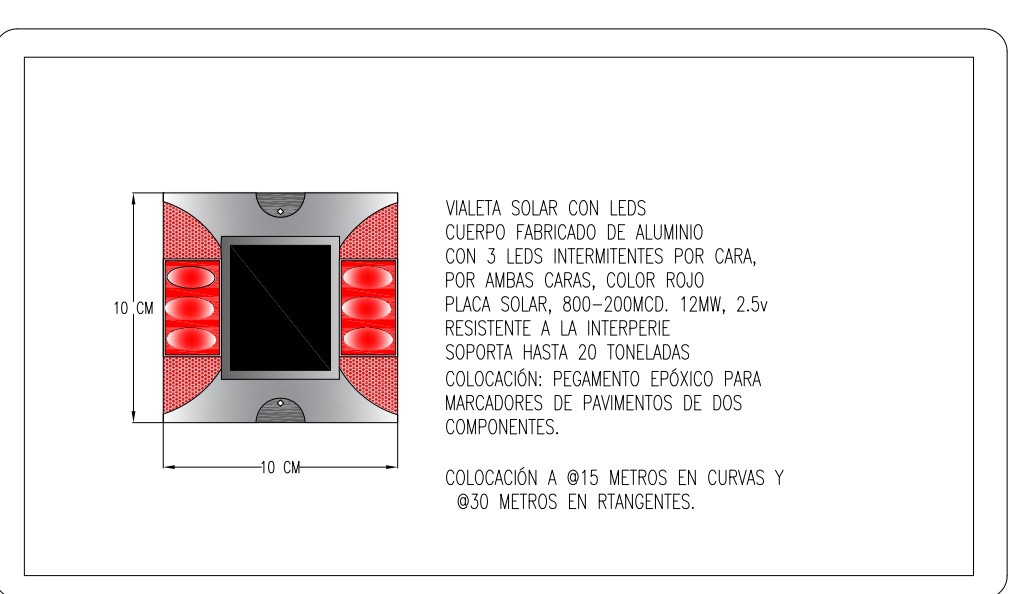 VIALETA SOLAR CON LEDS
CUERPO FABRICADO DE ALUMINIO
CON 3 LEDS INTERMITENTES POR CARA,
POR AMBAS CARAS, COLOR ROJO
PLACA SOLAR, 800-200MCD. 12MW, 2.5v
RESISTENTE A LA INTERPERIE
SOPORTA HASTA 20 TONELADAS
COLOCACIÓN: PEGAMENTO EPÓXICO PARA
MARCADORES DE PAVIMENTOS DE DOS
COMPONENTES.
COLOCACIÓN A @15 METROS EN CURVAS Y
@30 METROS EN RTANGENTES.
10 CM
10 CM